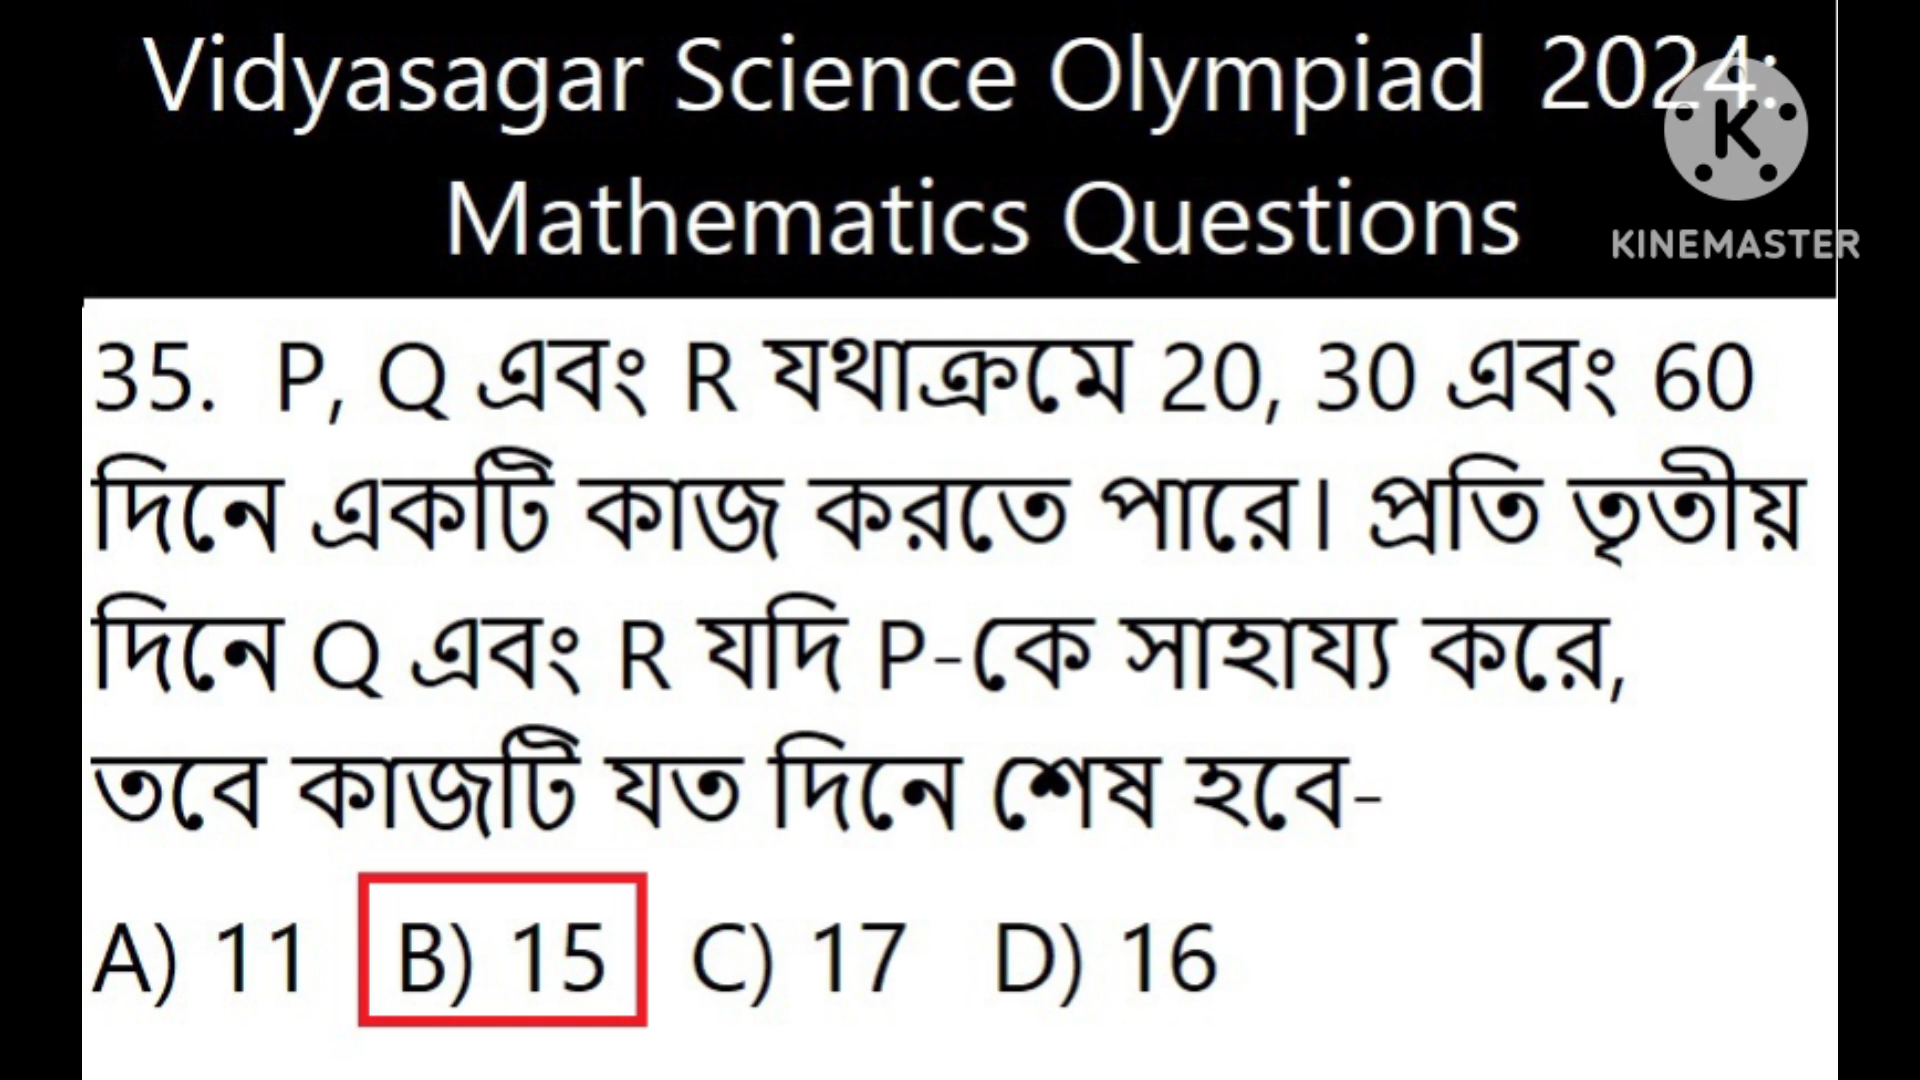 Vidyasagar Science Olympiad 2024:
Mathematics Questions
KINEMASTER
35. P, Q এবং R যথাক্রমে 20, 30 এবং 60
দিনে একটি কাজ করতে পারে। প্রতি তৃতীয়
দিনে Q এবং R যদি P-কে সাহায্য করে,
তবে কাজটি যত দিনে শেষ হবে-
A) 11 B) 15 C) 17 D) 16